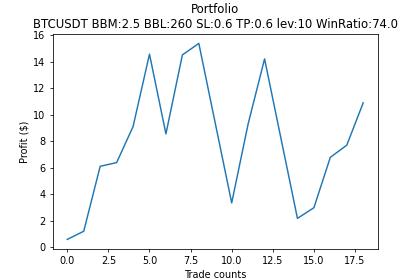 Portfolio
BTCUSDT BBM:2.5 BBL:260 SL:0.6 TP:0.6 lev:10 WinRatio:74.0
16
14
12
10
8
6
4
2
0
Profit ($)
0.0 2.5 5.0 7.5 10.0 12.5 15.0 17.5
Trade counts